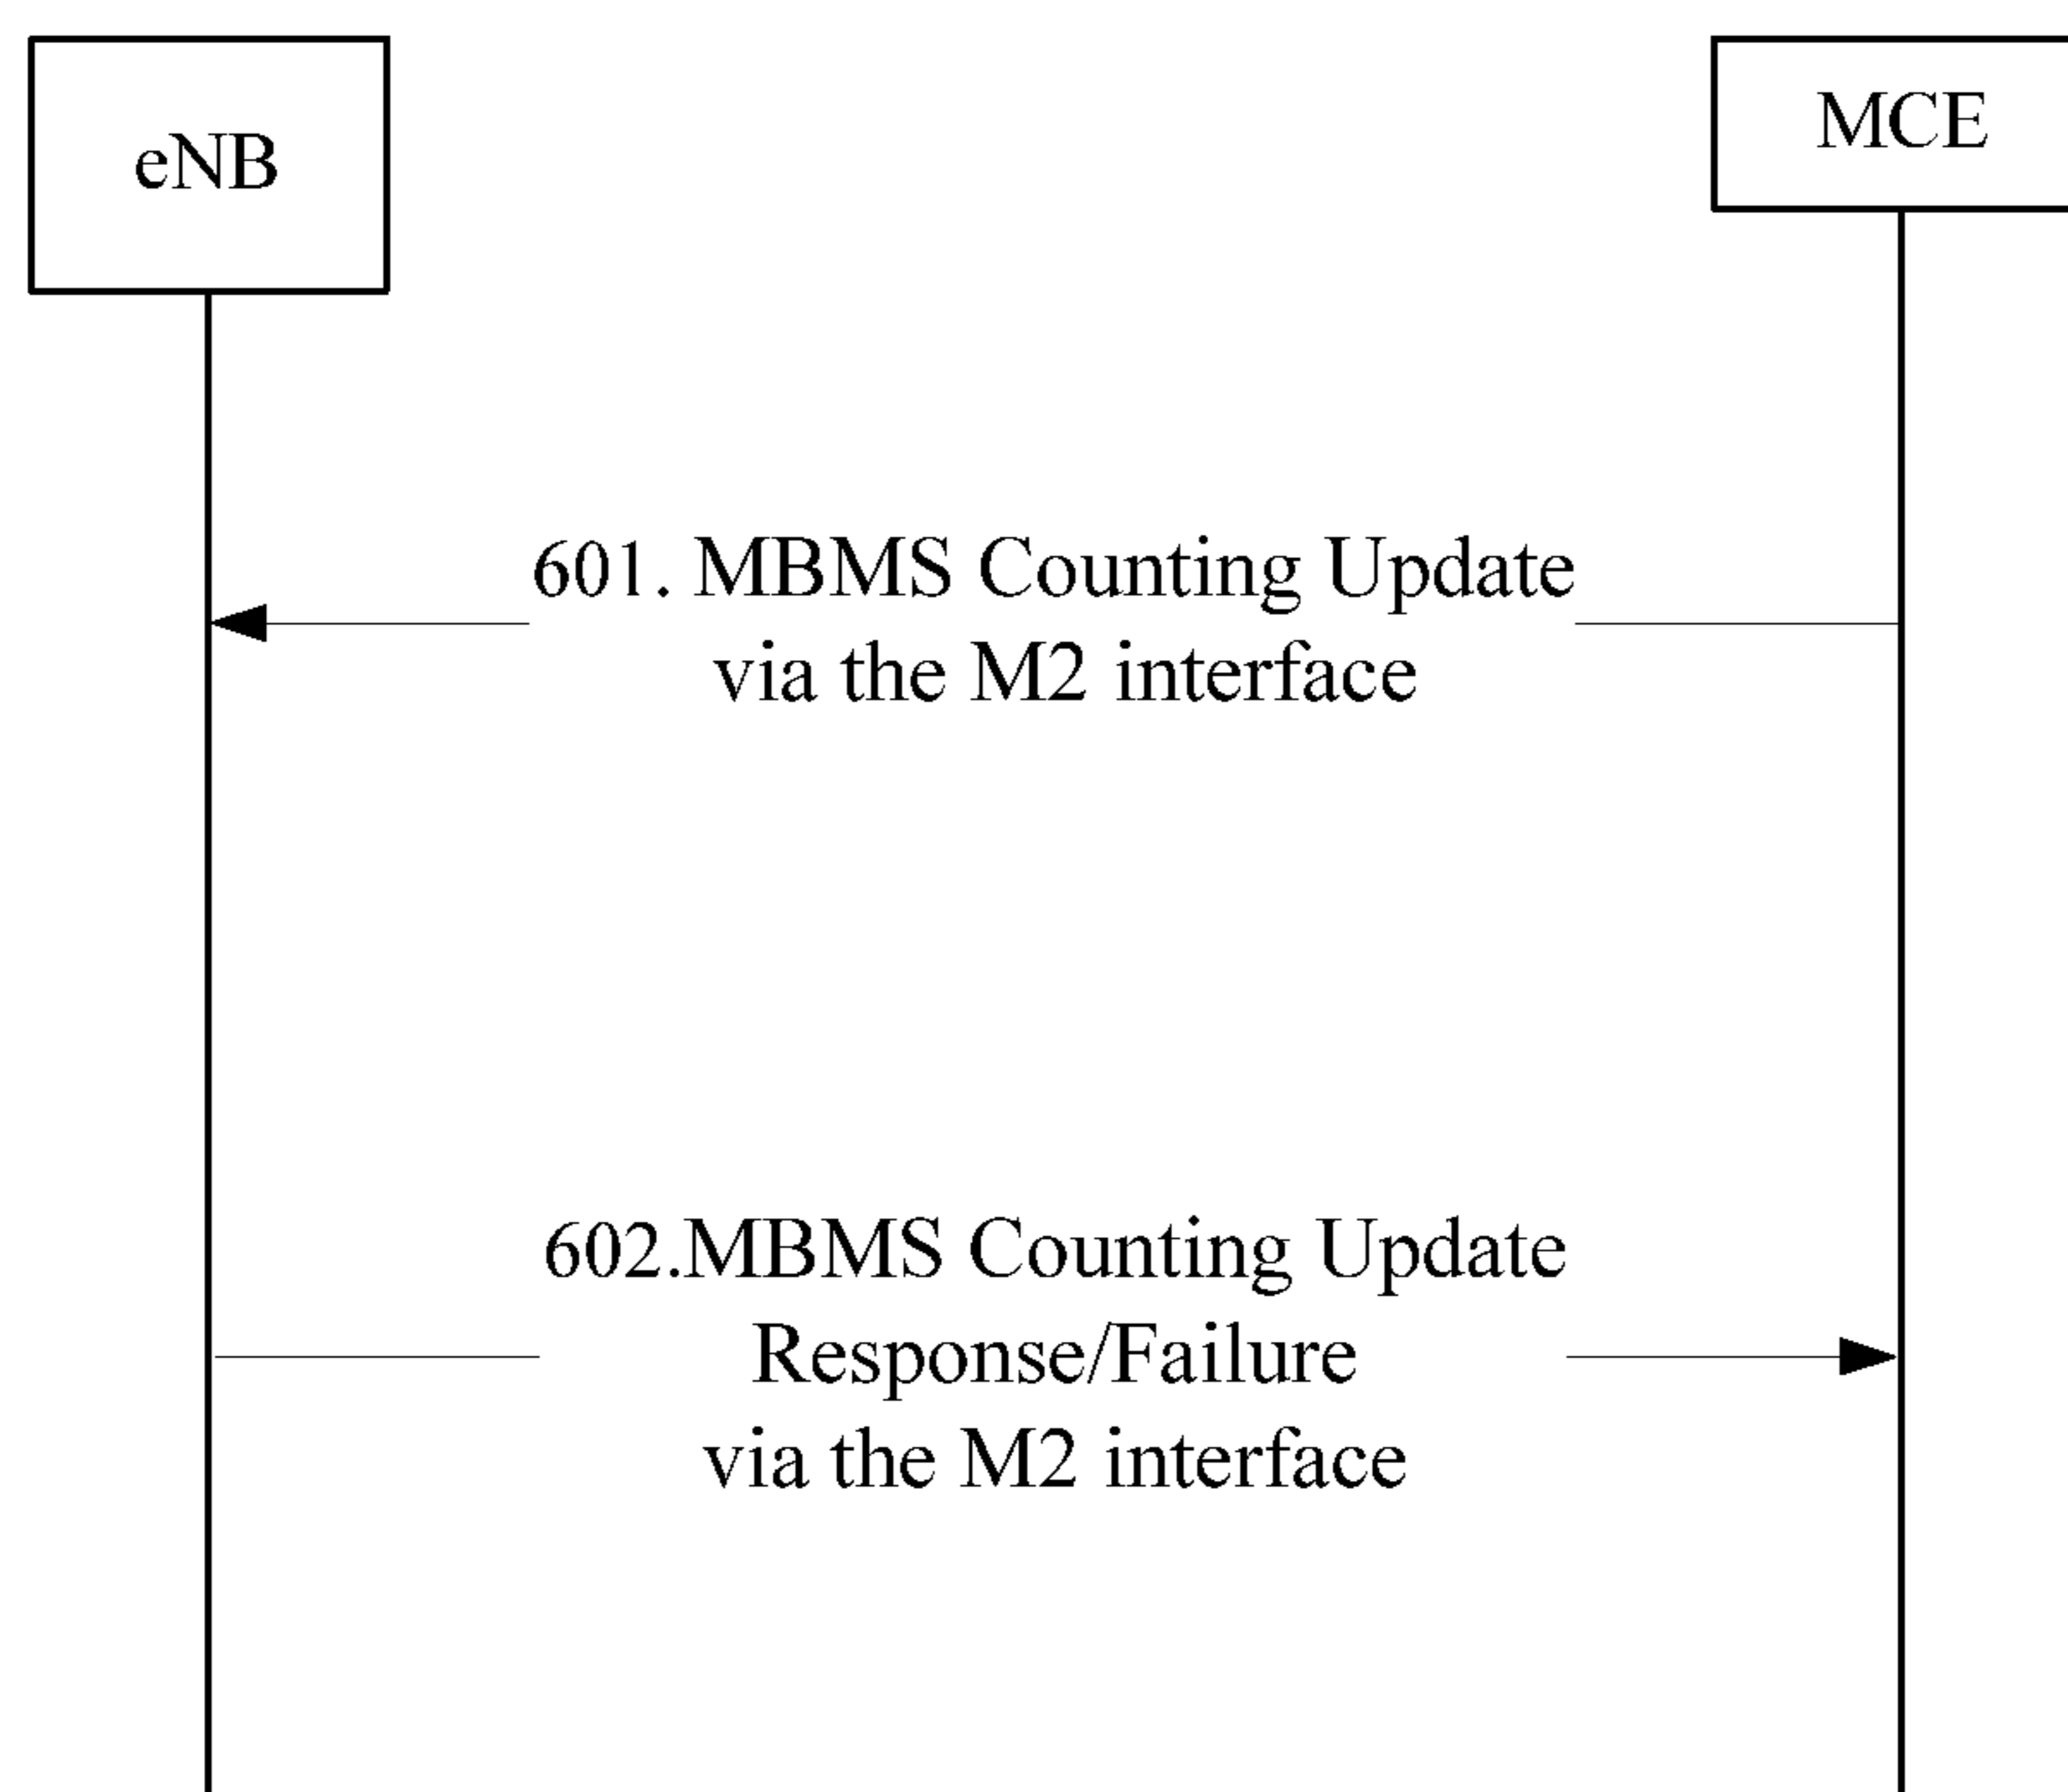 eNB
MCE
601. MBMS Counting Update
via the M2 interface
602.MBMS Counting Update
Response/Failure
via the M2 interface